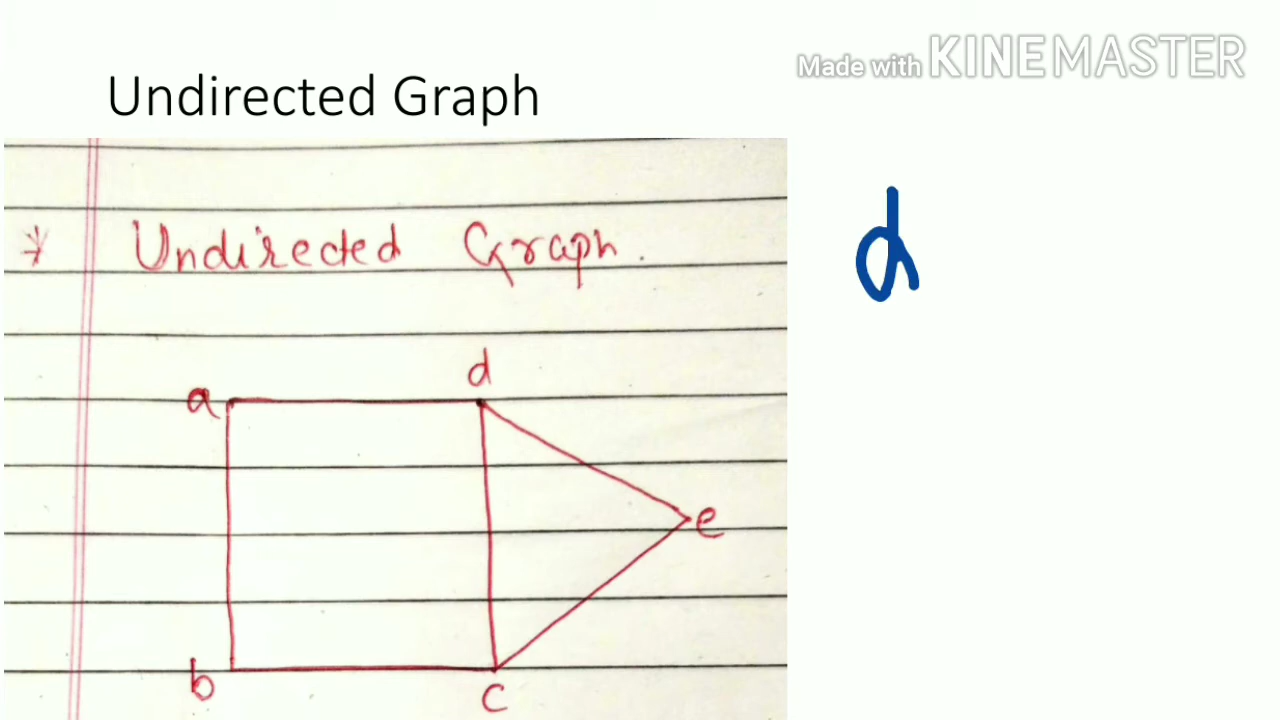 Made with KINEMASTER
Undirected Graph
* Undirected Graph.
d
d
a
e
b
c